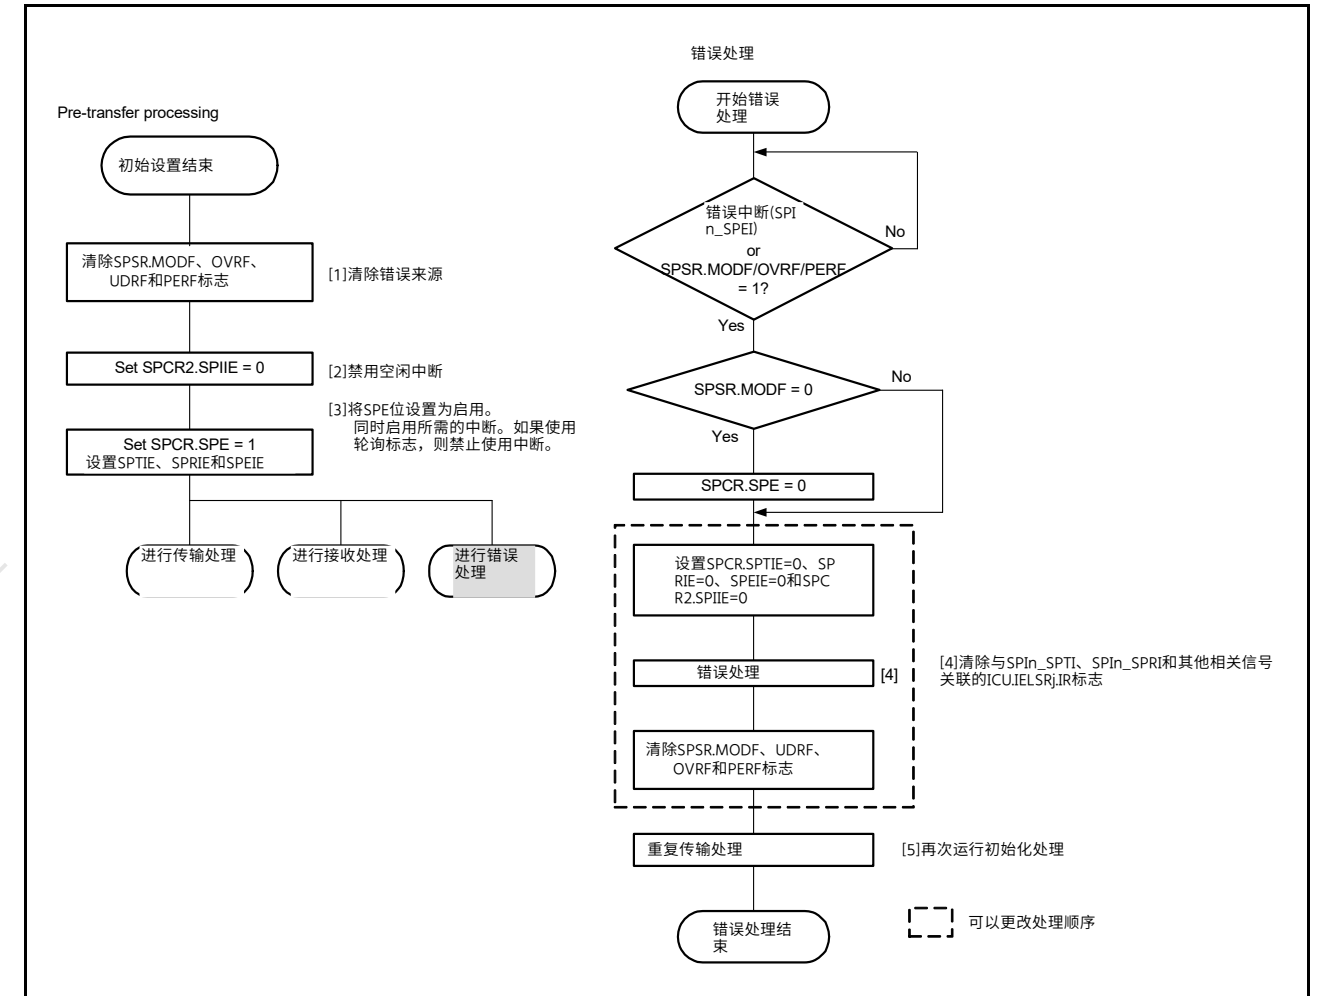 Pre-transfer processing
初始设置结束
清除SPSR.MODF、OVRF、
UDRF和PERF标志
[1]清除错误来源
Set SPCR2.SPIIE = 0
[2]禁用空闲中断
[3]将SPE位设置为启用。
同时启用所需的中断。如果使用
轮询标志，则禁止使用中断。
Set SPCR.SPE = 1
设置SPTIE、SPRIE和SPEIE
进行传输处理
进行接收处理
进行错误
处理
错误处理
开始错误
处理
错误中断(SPI
n_SPEI)
or
SPSR.MODF/OVRF/PERF
= 1?
No
Yes
SPSR.MODF = 0
No
Yes
SPCR.SPE = 0
设置SPCR.SPTIE=0、SP
RIE=0、SPEIE=0和SPC
R2.SPIIE=0
错误处理
[4]
[4]清除与SPIn_SPTI、SPIn_SPRI和其他相关信号
关联的ICU.IELSRj.IR标志
清除SPSR.MODF、UDRF、
OVRF和PERF标志
重复传输处理
[5]再次运行初始化处理
错误处理结
束
可以更改处理顺序